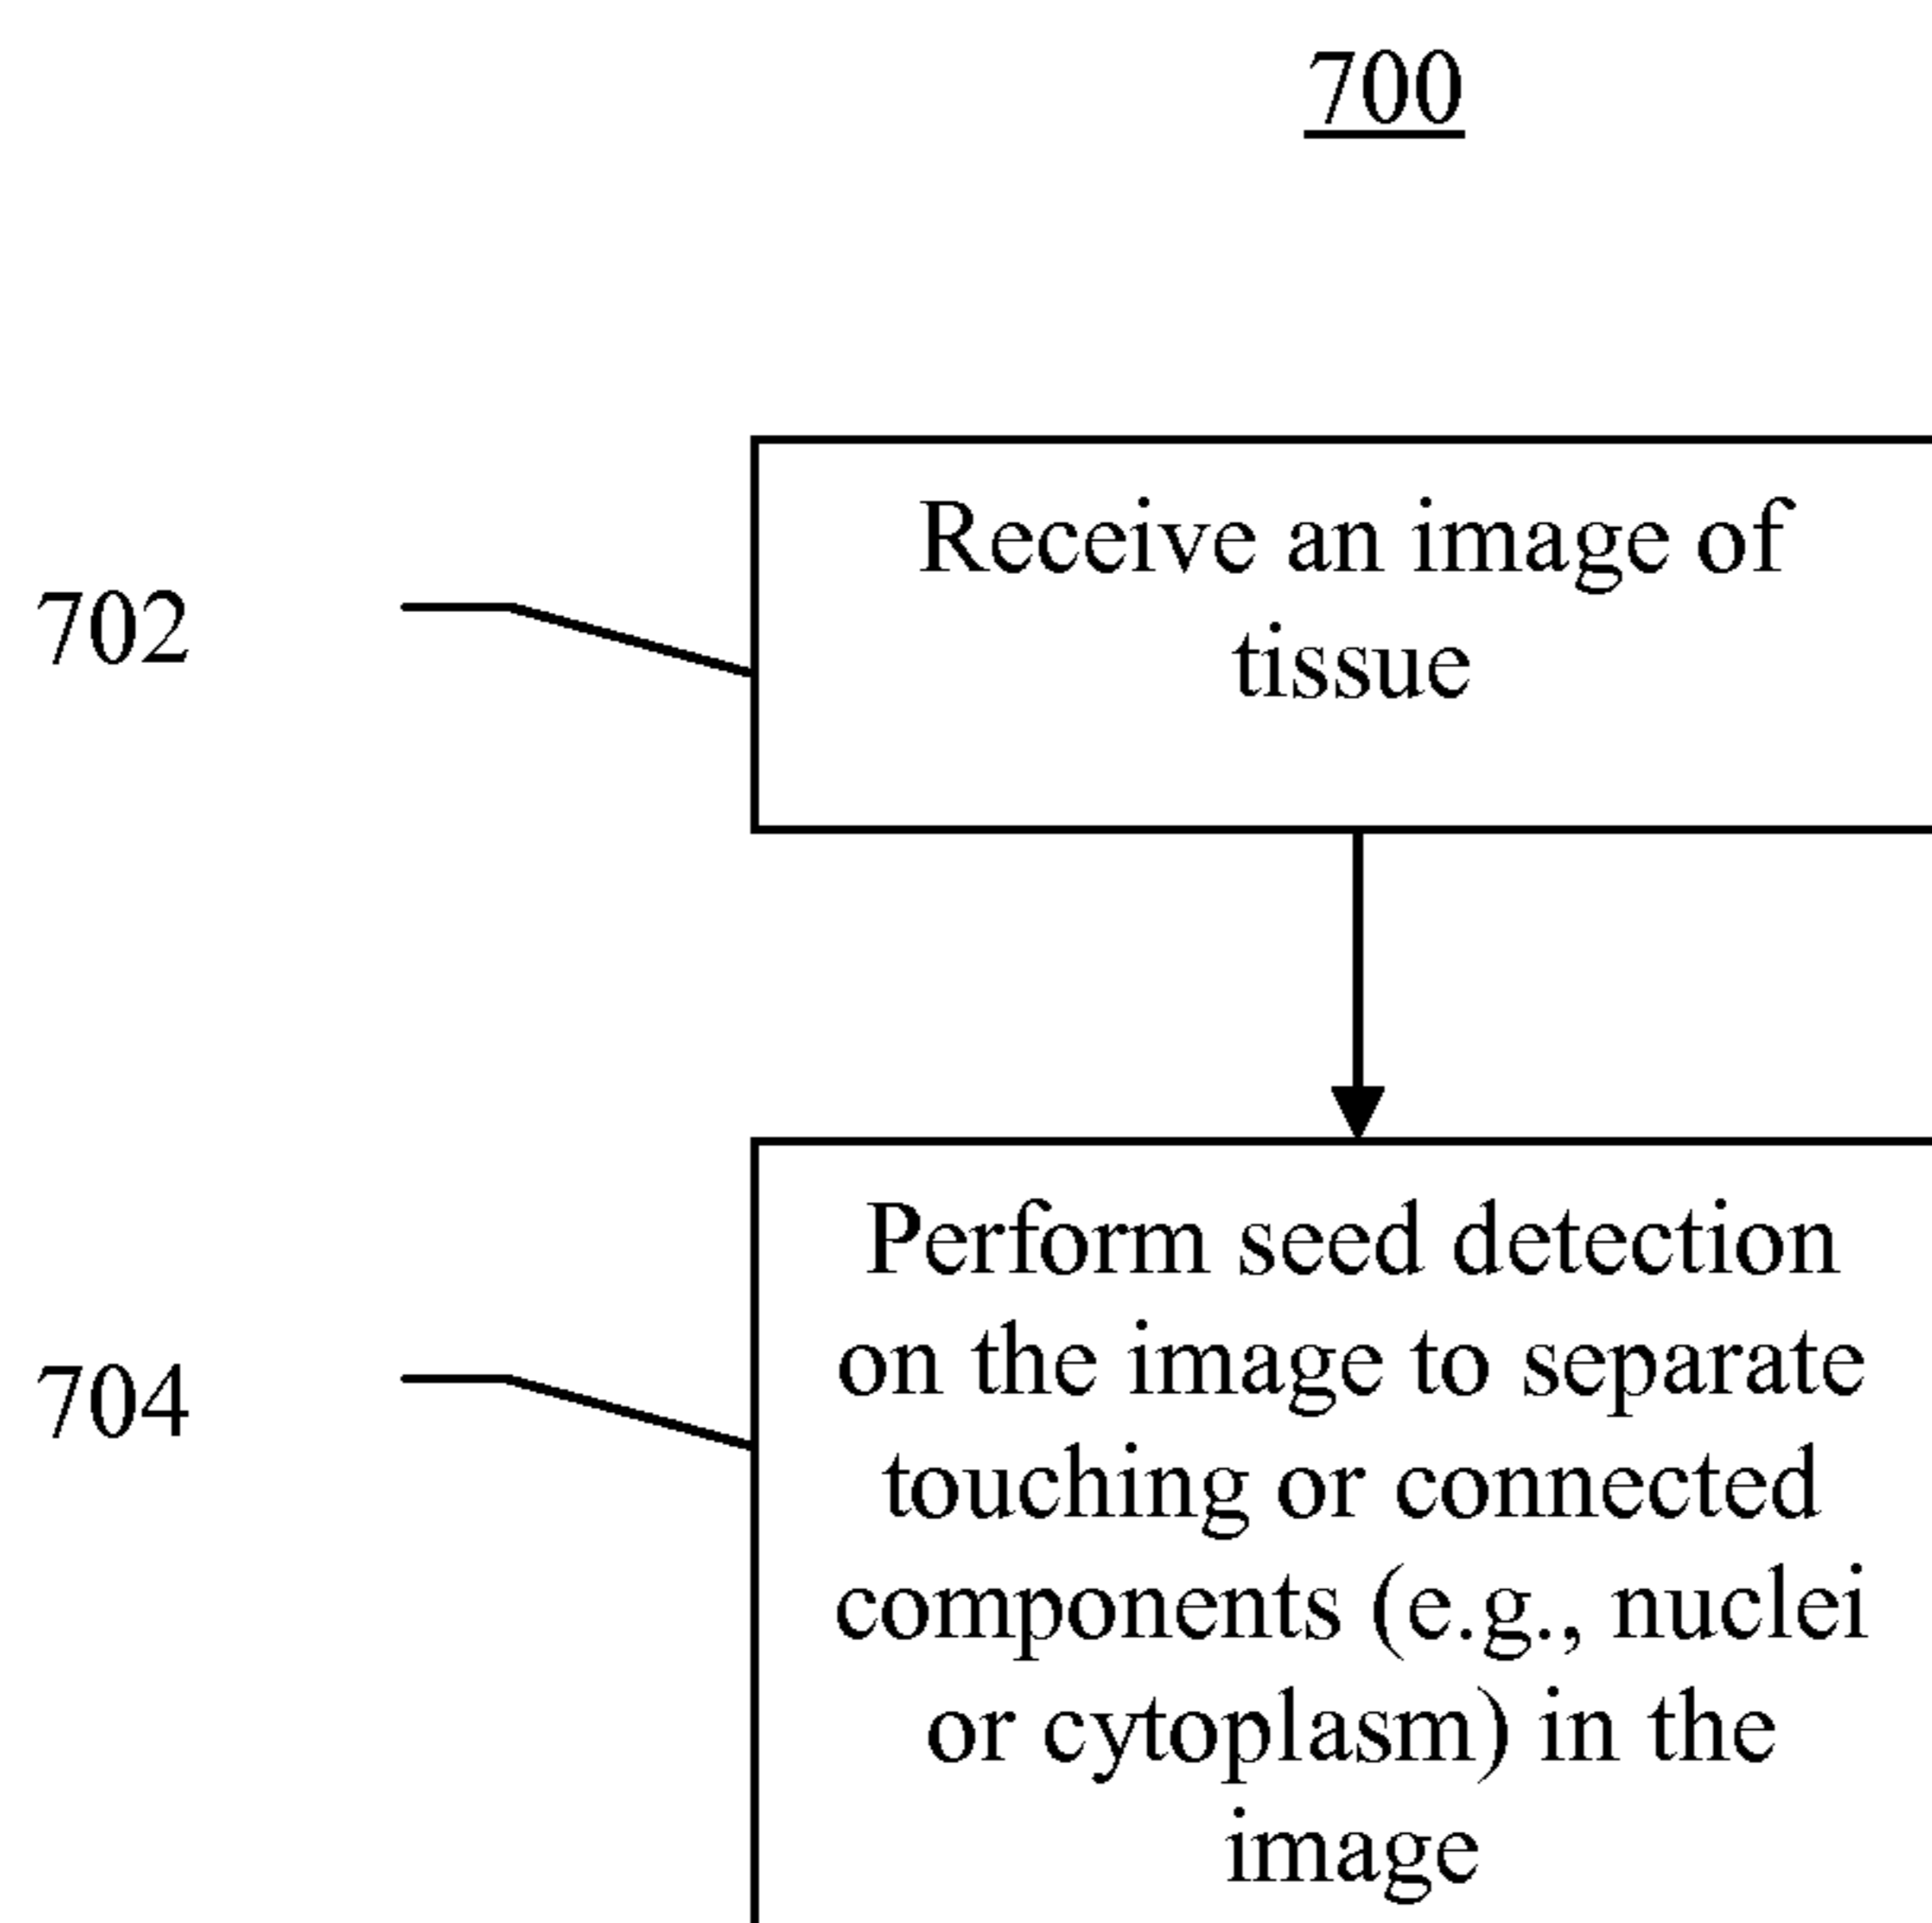 700
702
Receive an image of
tissue
704
Perform seed detection
on the image to separate
touching or connected
components (e.g., nuclei
or cytoplasm) in the
image